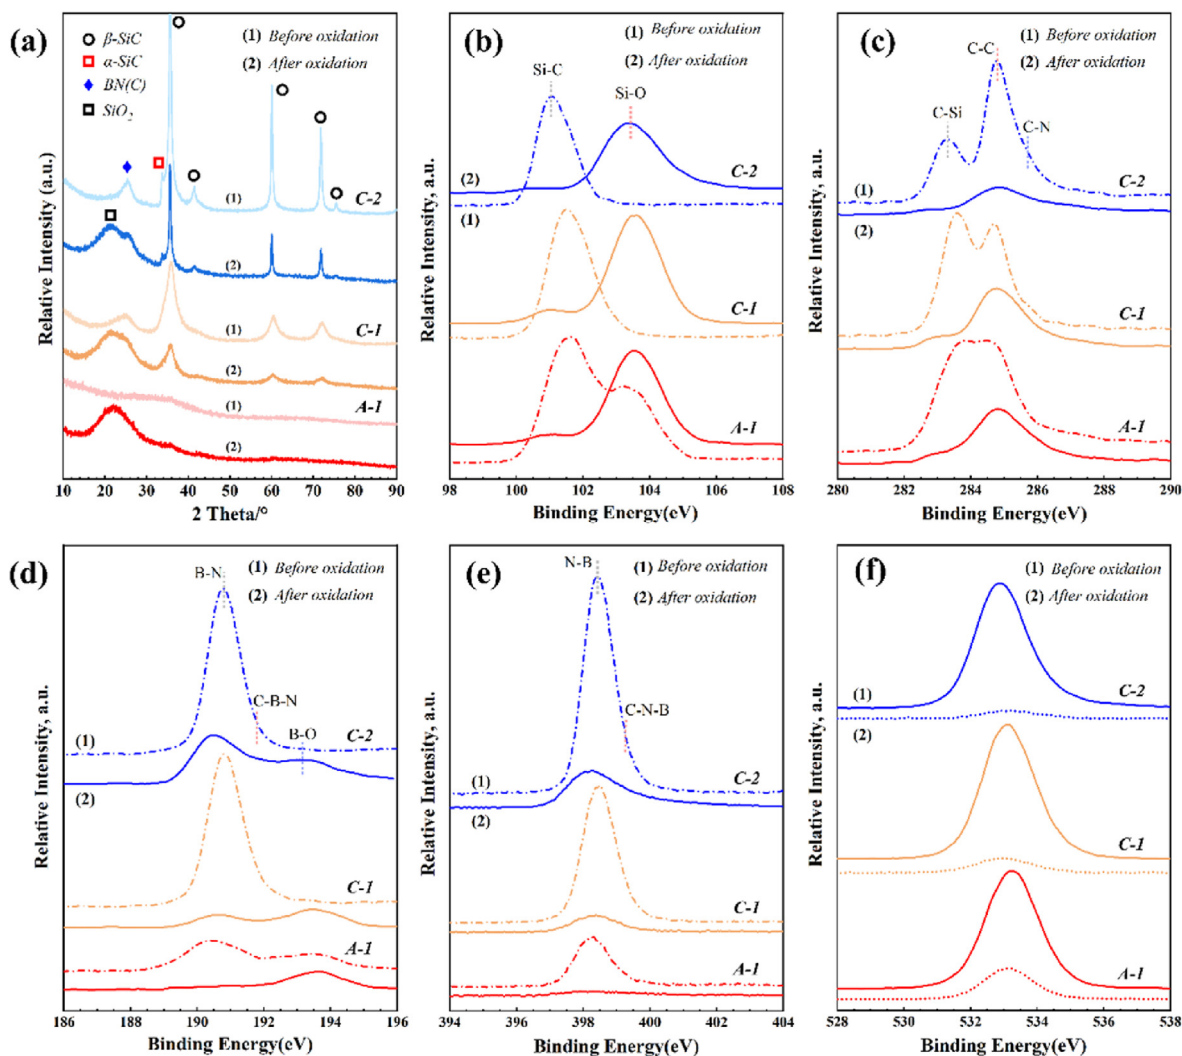 (a)
β-SiC
α-SiC
BN(C)
SiO2
(1) Before oxidation
(2) After oxidation
(1)
C-2
(2)
C-1
(1)
(2)
(1)
A-1
(2)
Relative Intensity (a.u.)
10 20 30 40 50 60 70 80 90
2 Theta/°
(b)
(1) Before oxidation
(2) After oxidation
Si-C
Si-O
(2)
C-2
(1)
C-1
A-1
Relative Intensity, a.u.
98 100 102 104 106 108
Binding Energy(eV)
(c)
(1) Before oxidation
(2) After oxidation
C-C
C-Si
C-N
(1)
C-2
(2)
C-1
A-1
Relative Intensity, a.u.
280 282 284 286 288 290
Binding Energy(eV)
(d)
(1) Before oxidation
(2) After oxidation
B-N
C-B-N
B-O
(1)
C-2
(2)
C-1
A-1
Relative Intensity, a.u.
186 188 190 192 194 196
Binding Energy(eV)
(e)
(1) Before oxidation
(2) After oxidation
N-B
C-N-B
(1)
C-2
(2)
C-1
A-1
Relative Intensity, a.u.
394 396 398 400 402 404
Binding Energy(eV)
(f)
(1) Before oxidation
(2) After oxidation
(1)
C-2
(2)
C-1
A-1
Relative Intensity, a.u.
528 530 532 534 536 538
Binding Energy(eV)